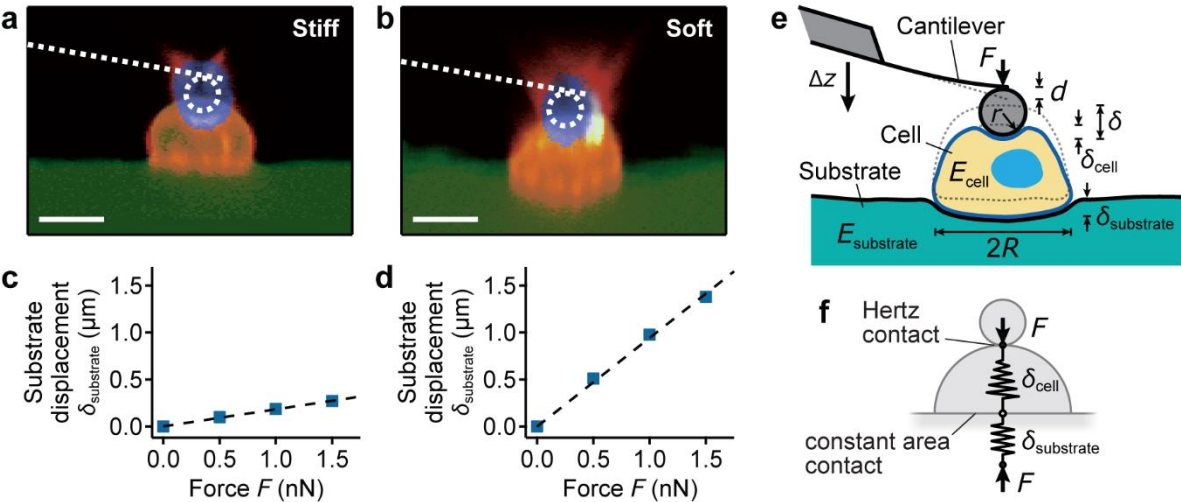 a
Stiff
b
Soft
c
Substrate
displacement
δsubstrate (µm)
1.5
1.0
0.5
0.0
0.0 0.5 1.0 1.5
Force F (nN)
d
Substrate
displacement
δsubstrate (µm)
1.5
1.0
0.5
0.0
0.0 0.5 1.0 1.5
Force F (nN)
e
Cantilever
F
Δz
d
r
δ
Cell
δcell
Ecell
Substrate
δsubstrate
Esubstrate
2R
f
Hertz
contact
F
δcell
constant area
contact
δsubstrate
F